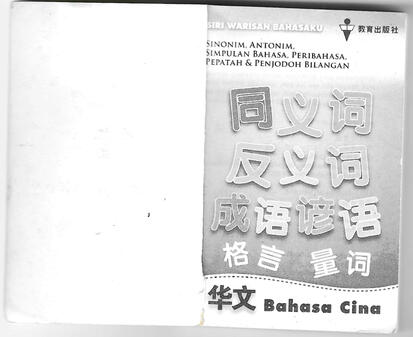 SIRI WARISAN BAHASAKU
教育出版社
SINONIM, ANTONIM,
SIMPULAN BAHASA, PERIBAHASA,
PEPATAH & PENJODOH BILANGAN
同义词
反义词
成语谚语
格言 量词
华文 Bahasa Cina